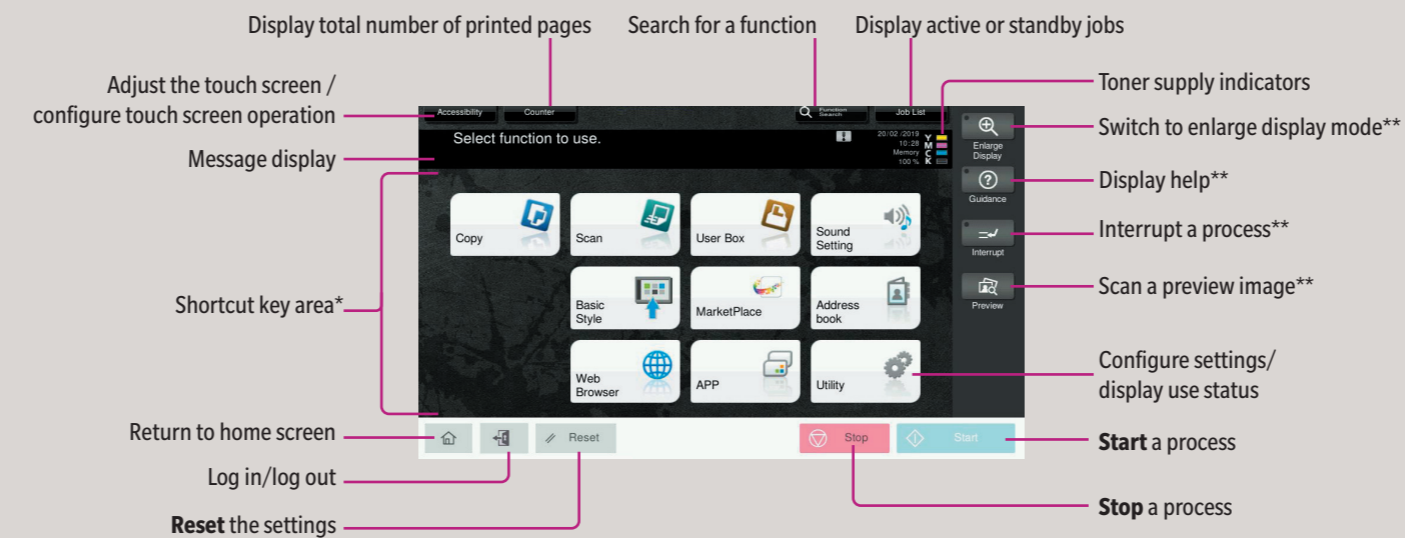 Display total number of printed pages
Search for a function
Display active or standby jobs
Adjust the touch screen /
configure touch screen operation
Toner supply indicators
Accessibility
Counter
Function
Search
Job List
Switch to enlarge display mode**
Message display
Select function to use.
20/02 /2019
10:28
Memory
100 %
Y
M
C
K
Enlarge
Display
Display help**
Guidance
Interrupt a process**
Interrupt
Scan a preview image**
Preview
Shortcut key area*
Copy
Scan
User Box
Sound
Setting
Basic
Style
MarketPlace
Address
book
Web
Browser
APP
Utility
Configure settings/
display use status
Return to home screen
Reset
Stop
Start
Start a process
Log in/log out
Stop a process
Reset the settings